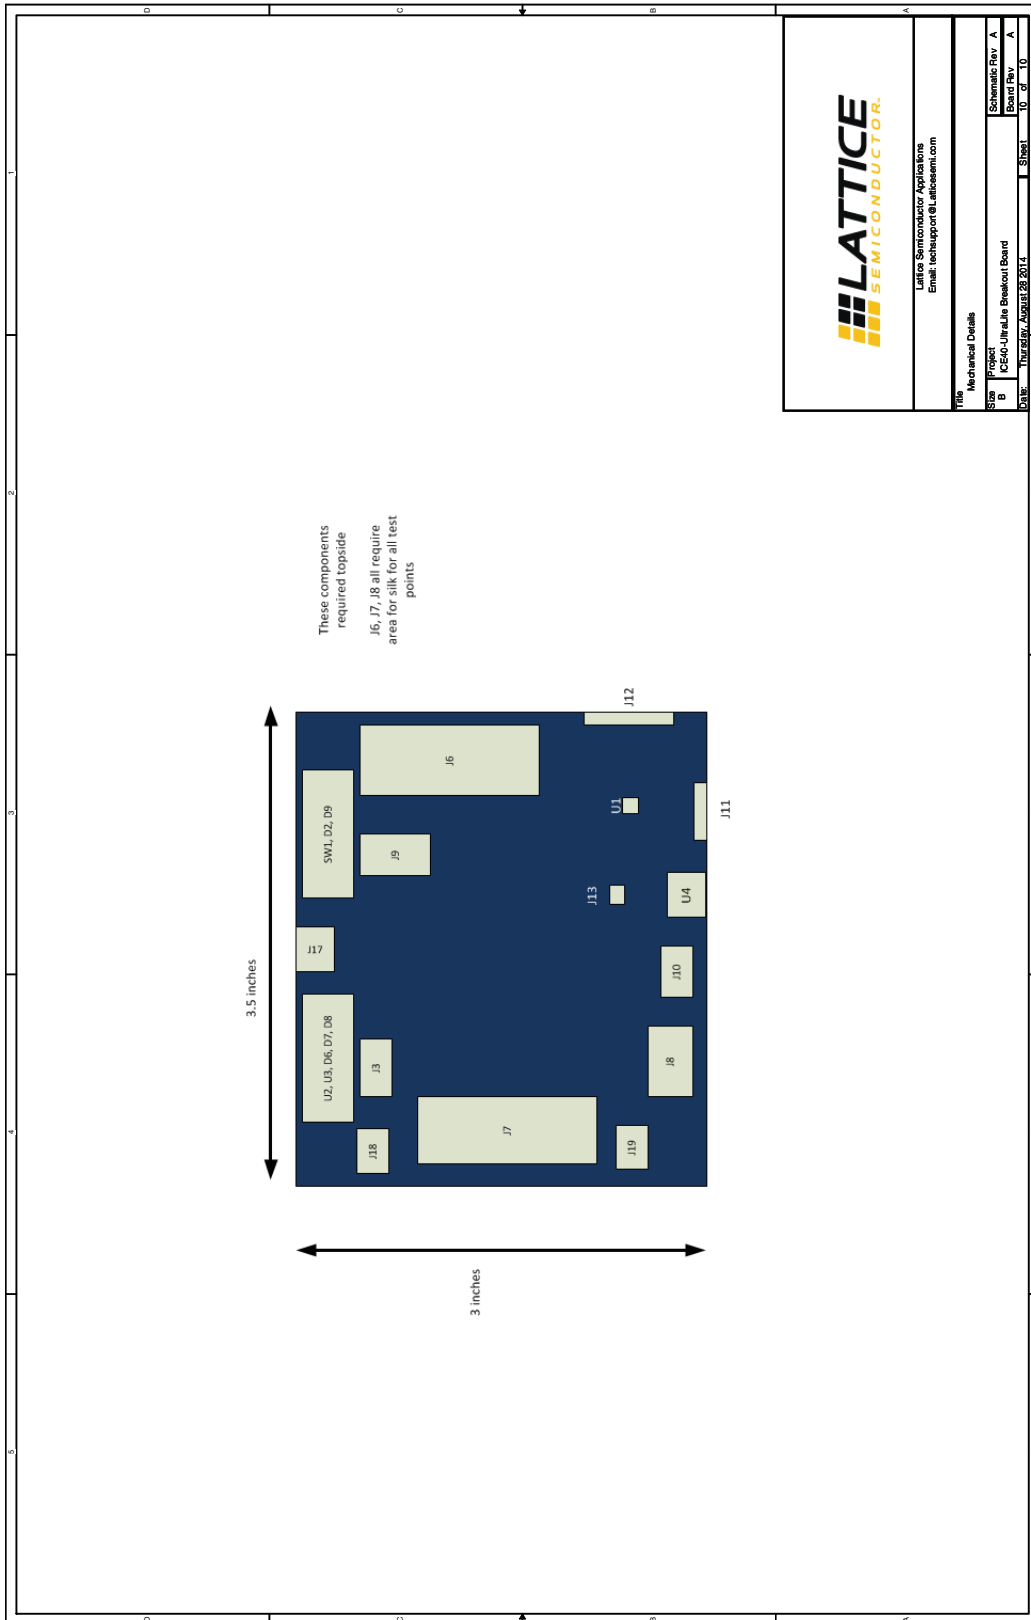 5
4
3
2
1
D
D
C
C
B
B
A
A
3.5 inches
3 inches
These components
required topside
J6, J7, J8 all require
area for silk for all test
points
U2, U3, D6, D7, D8
J17
SW1, D2, D9
J18
J3
J9
J6
J7
J13
U1
J12
J19
J8
J10
U4
J11
LATTICE
SEMICONDUCTOR.
Lattice Semiconductor Applications
Email: techsupport@Latticesemi.com
Title
Mechanical Details
Size
B
Project
ICE40-UltraLite Breakout Board
Schematic Rev
A
Board Rev
A
Date:
Thursday, August 28 2014
Sheet
10 of 10